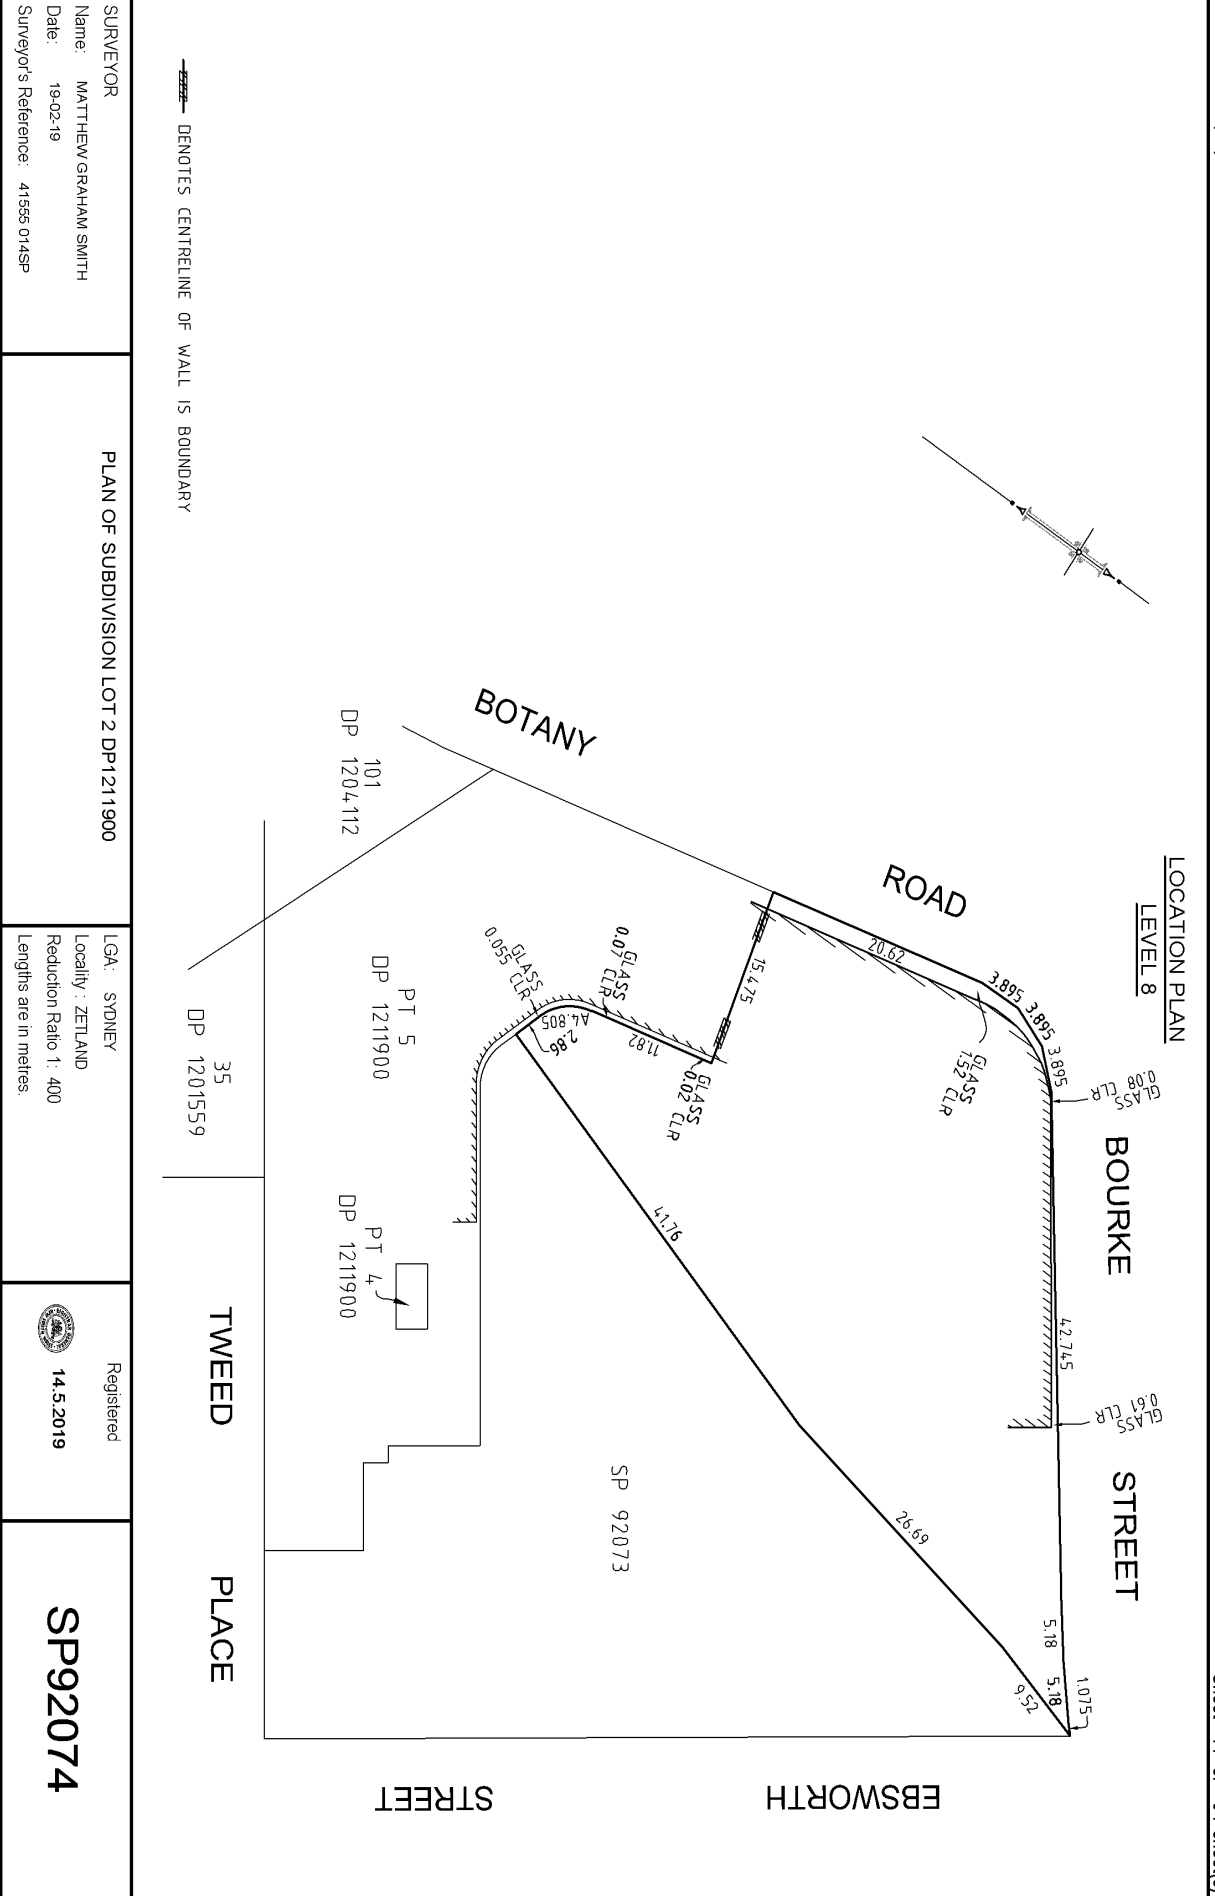 LOCATION PLAN
LEVEL 8
BOURKE
STREET
BOTANY
ROAD
EBSWORTH
STREET
TWEED
PLACE
20.62
3.895
3.895
3.895
GLASS
0.08 CLR
GLASS
1.52 CLR
42.745
GLASS
0.61 CLR
5.18
5.18
1.075
9.52
26.69
41.76
15.475
GLASS
0.02 CLR
11.82
GLASS
0.07 CLR
A4.805
2.86
GLASS
0.055 CLR
SP 92073
101
DP 1204112
PT 5
DP 1211900
PT 4
DP 1211900
35
DP 1201559
DENOTES CENTRELINE OF WALL IS BOUNDARY
SURVEYOR
Name: MATTHEW GRAHAM SMITH
Date: 19-02-19
Surveyor's Reference: 41555 014SP
PLAN OF SUBDIVISION LOT 2 DP1211900
LGA: SYDNEY
Locality : ZETLAND
Reduction Ratio 1: 400
Lengths are in metres.
Registered
14.5.2019
SP92074